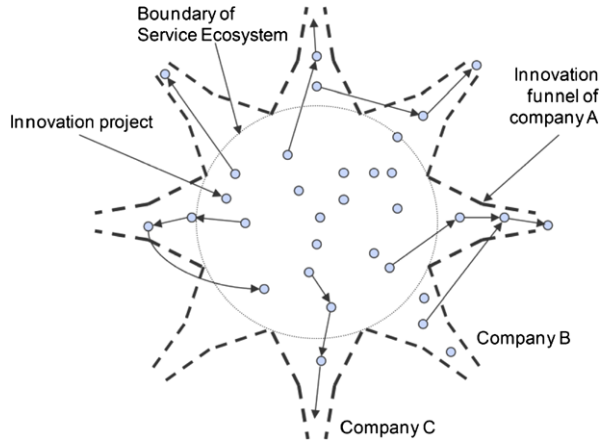 Boundary of
Service Ecosystem
Innovation
funnel of
company A
Innovation project
Company B
Company C